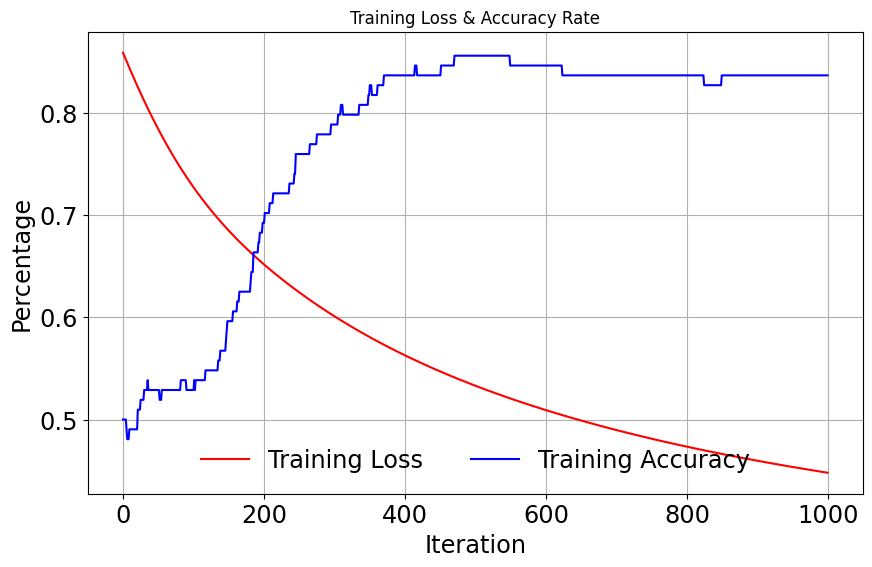 Training Loss & Accuracy Rate
0.8
0.7
0.6
0.5
Percentage
Training Loss Training Accuracy
0 200 400 600 800 1000
Iteration